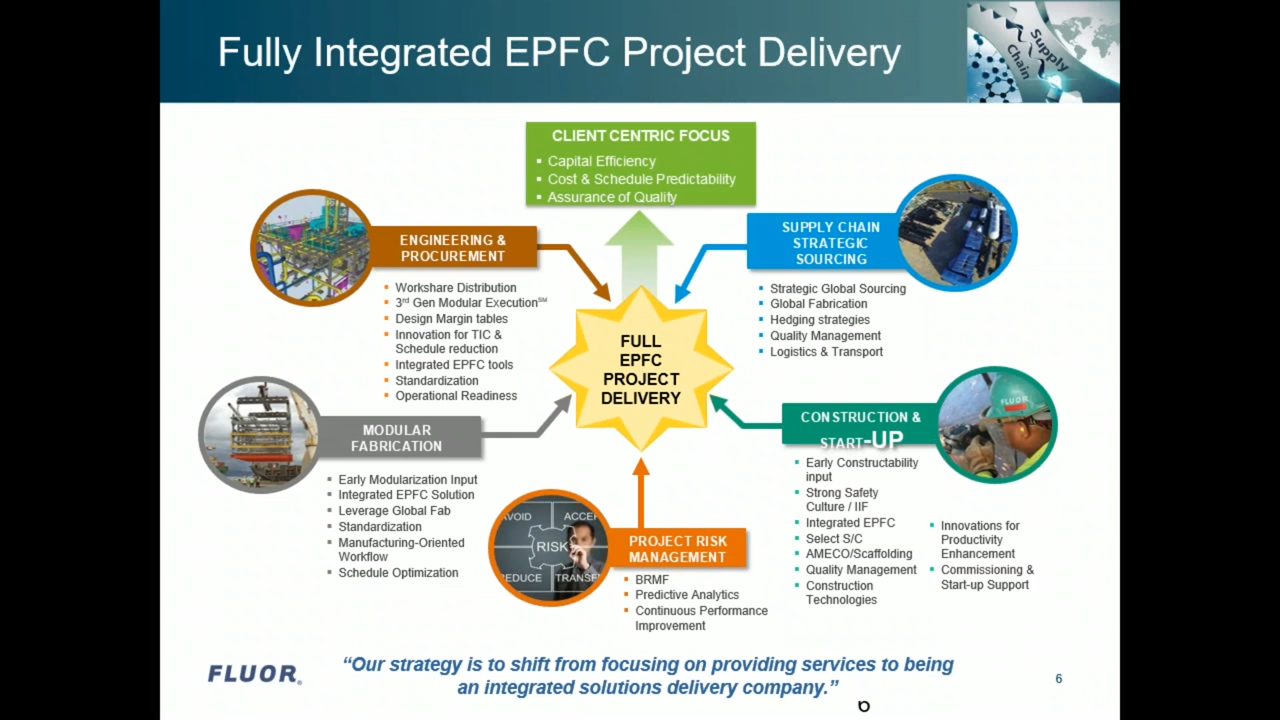 Fully Integrated EPFC Project Delivery
Supply
Chain
CLIENT CENTRIC FOCUS
▪ Capital Efficiency
▪ Cost & Schedule Predictability
▪ Assurance of Quality
ENGINEERING &
PROCUREMENT
▪ Workshare Distribution
▪ 3rd Gen Modular Execution℠
▪ Design Margin tables
▪ Innovation for TIC &
Schedule reduction
▪ Integrated EPFC tools
▪ Standardization
▪ Operational Readiness
SUPPLY CHAIN
STRATEGIC
SOURCING
▪ Strategic Global Sourcing
▪ Global Fabrication
▪ Hedging strategies
▪ Quality Management
▪ Logistics & Transport
FULL
EPFC
PROJECT
DELIVERY
MODULAR
FABRICATION
▪ Early Modularization Input
▪ Integrated EPFC Solution
▪ Leverage Global Fab
▪ Standardization
▪ Manufacturing-Oriented
Workflow
▪ Schedule Optimization
FLUOR
CONSTRUCTION &
START-UP
▪ Early Constructability
input
▪ Strong Safety
Culture / IIF
▪ Integrated EPFC
▪ Select S/C
▪ AMECO/Scaffolding
▪ Quality Management
▪ Construction
Technologies
▪ Innovations for
Productivity
Enhancement
▪ Commissioning &
Start-up Support
AVOID
ACCEP
RISK
REDUCE
TRANSF
PROJECT RISK
MANAGEMENT
▪ BRMF
▪ Predictive Analytics
▪ Continuous Performance
Improvement
FLUOR®
“Our strategy is to shift from focusing on providing services to being
an integrated solutions delivery company.”
6